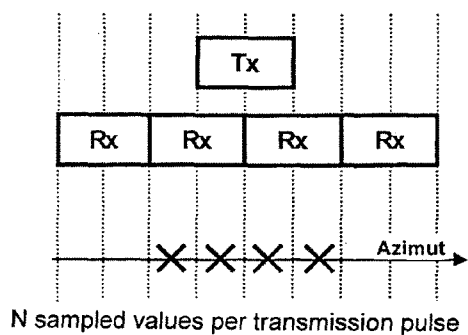 Tx
Rx Rx Rx Rx
Azimut
N sampled values per transmission pulse